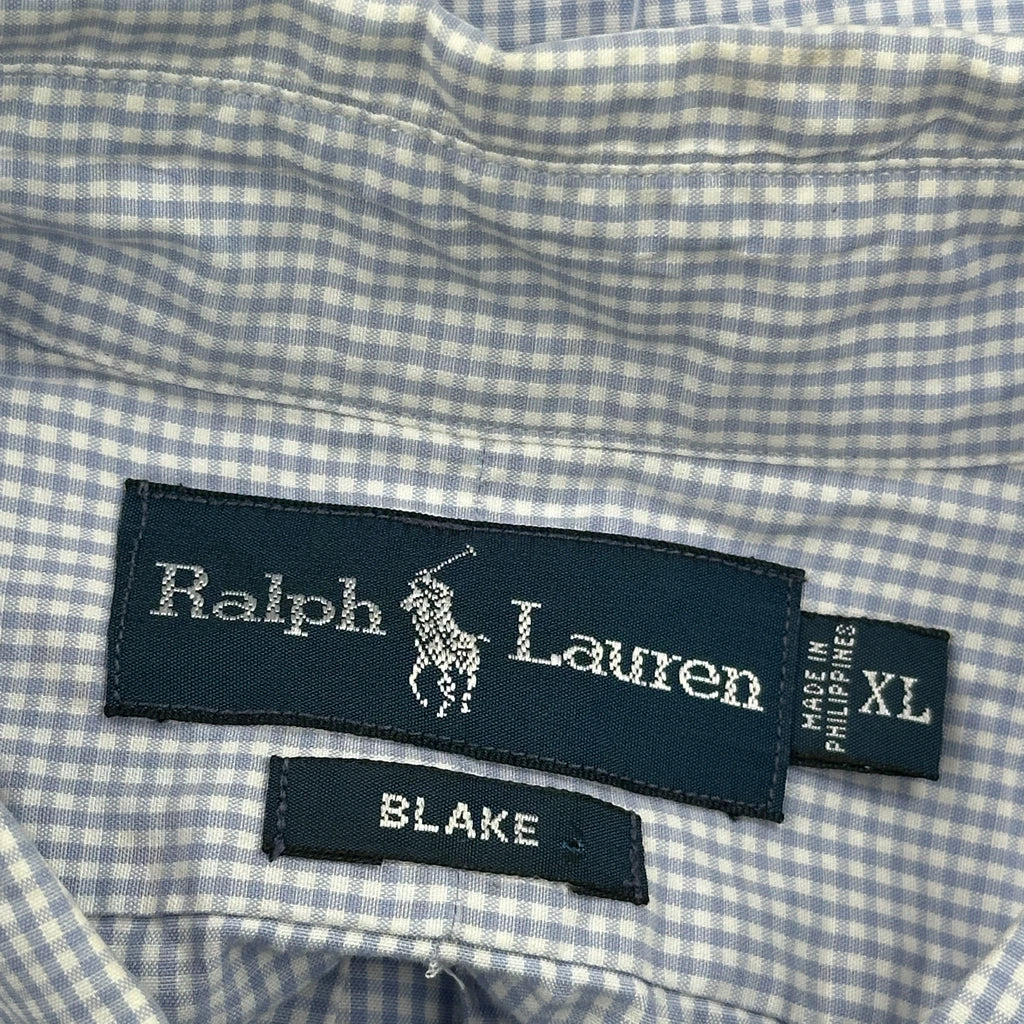 Ralph Lauren
MADE IN
PHILIPPINES
XL
BLAKE